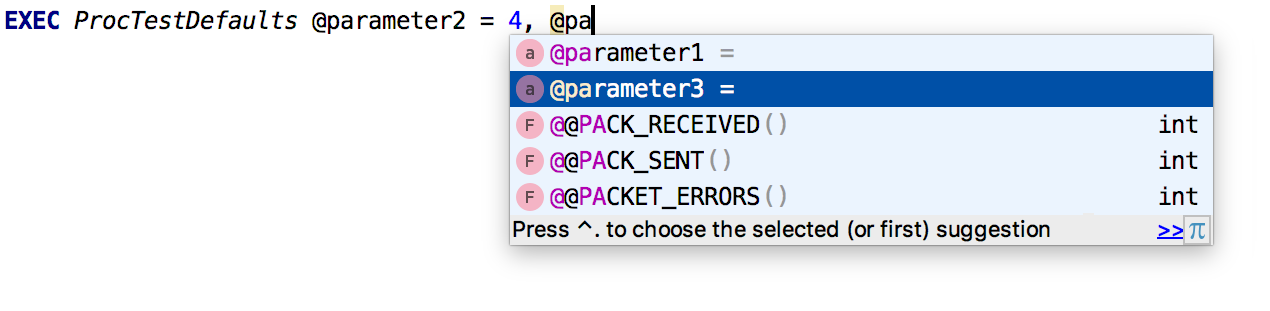 EXEC ProcTestDefaults @parameter2 = 4, @pa
a @parameter1 =
a @parameter3 =
F @@PACK_RECEIVED() int
F @@PACK_SENT() int
F @@PACKET_ERRORS() int
Press ^. to choose the selected (or first) suggestion >> π